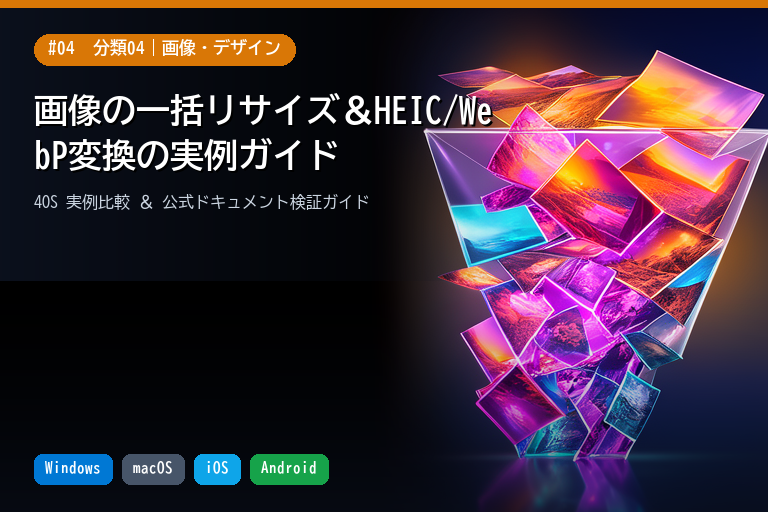 #04 分類04｜画像・デザイン
画像の一括リサイズ＆HEIC/We
bP変換の実例ガイド
4OS 実例比較 ＆ 公式ドキュメント検証ガイド
Windows macOS iOS Android